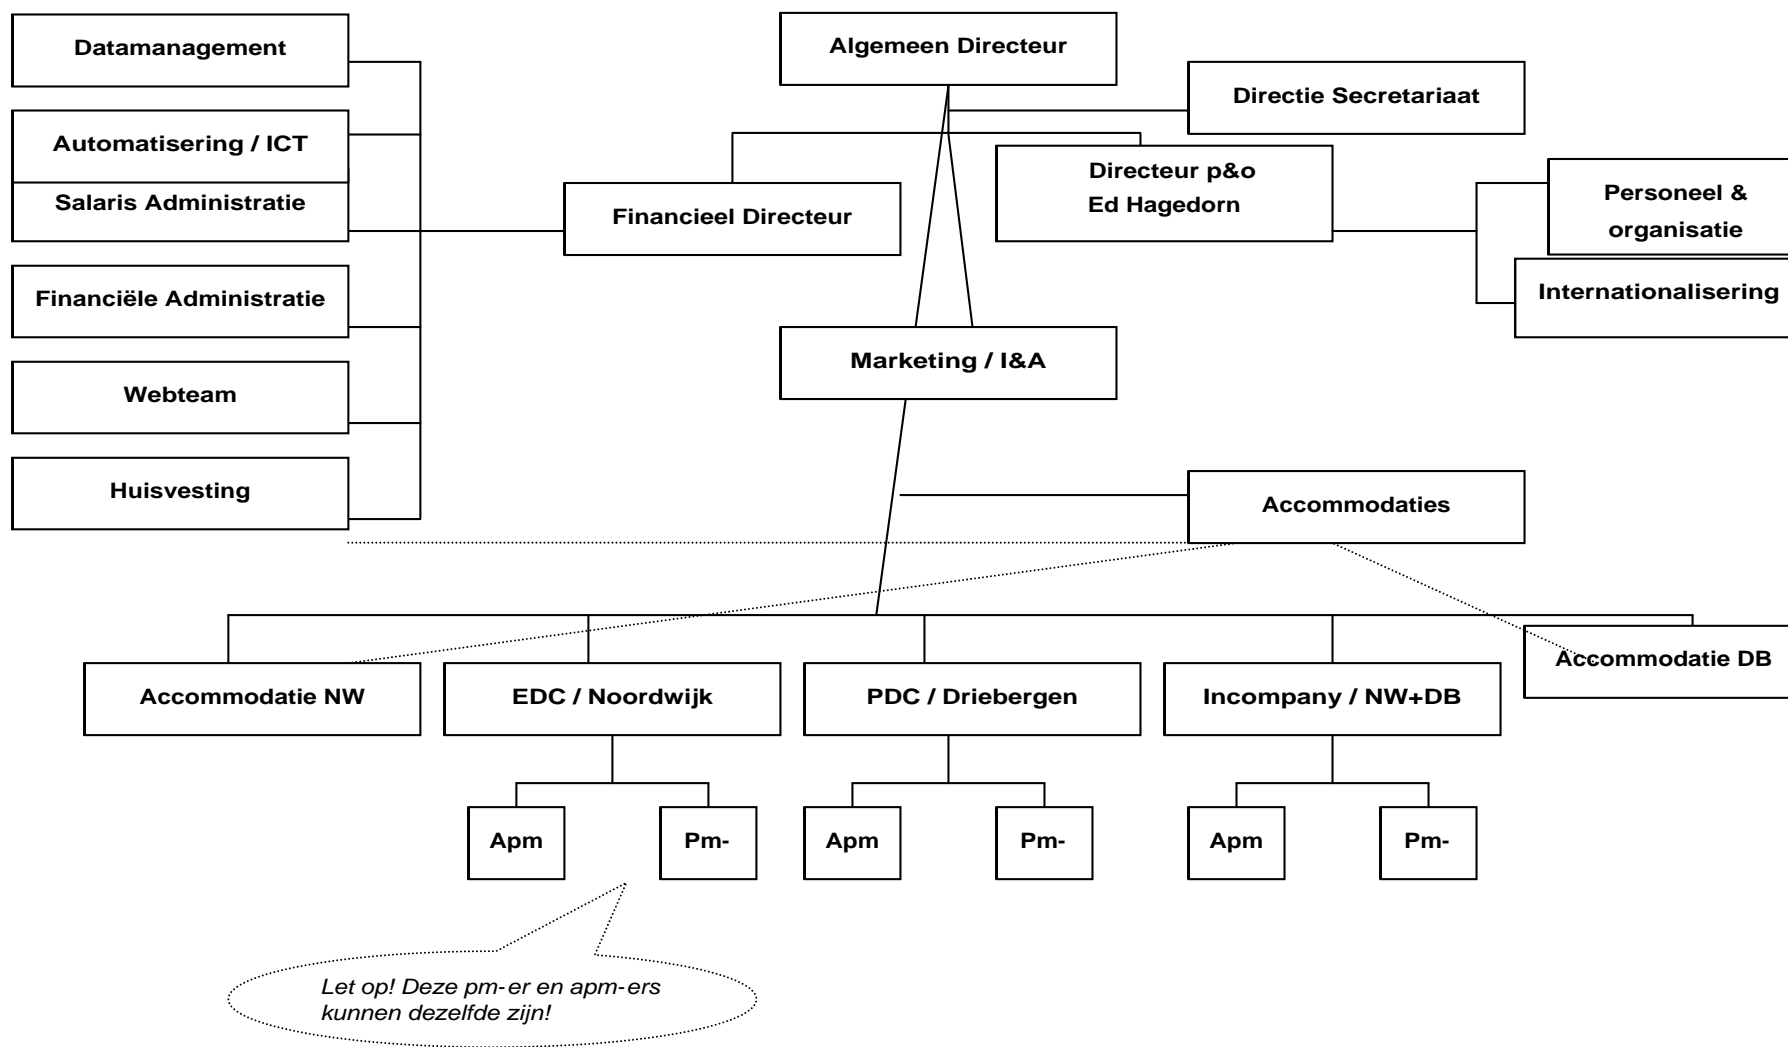 Datamanagement
Algemeen Directeur
Directie Secretariaat
Automatisering / ICT
Directeur p&o
Ed Hagedorn
Salaris Administratie
Financieel Directeur
Personeel &
organisatie
Financiële Administratie
Internationalisering
Marketing / I&A
Webteam
Huisvesting
Accommodaties
Accommodatie NW
EDC / Noordwijk
PDC / Driebergen
Incompany / NW+DB
Accommodatie DB
Apm
Pm-
Apm
Pm-
Apm
Pm-
Let op! Deze pm-er en apm-ers
kunnen dezelfde zijn!